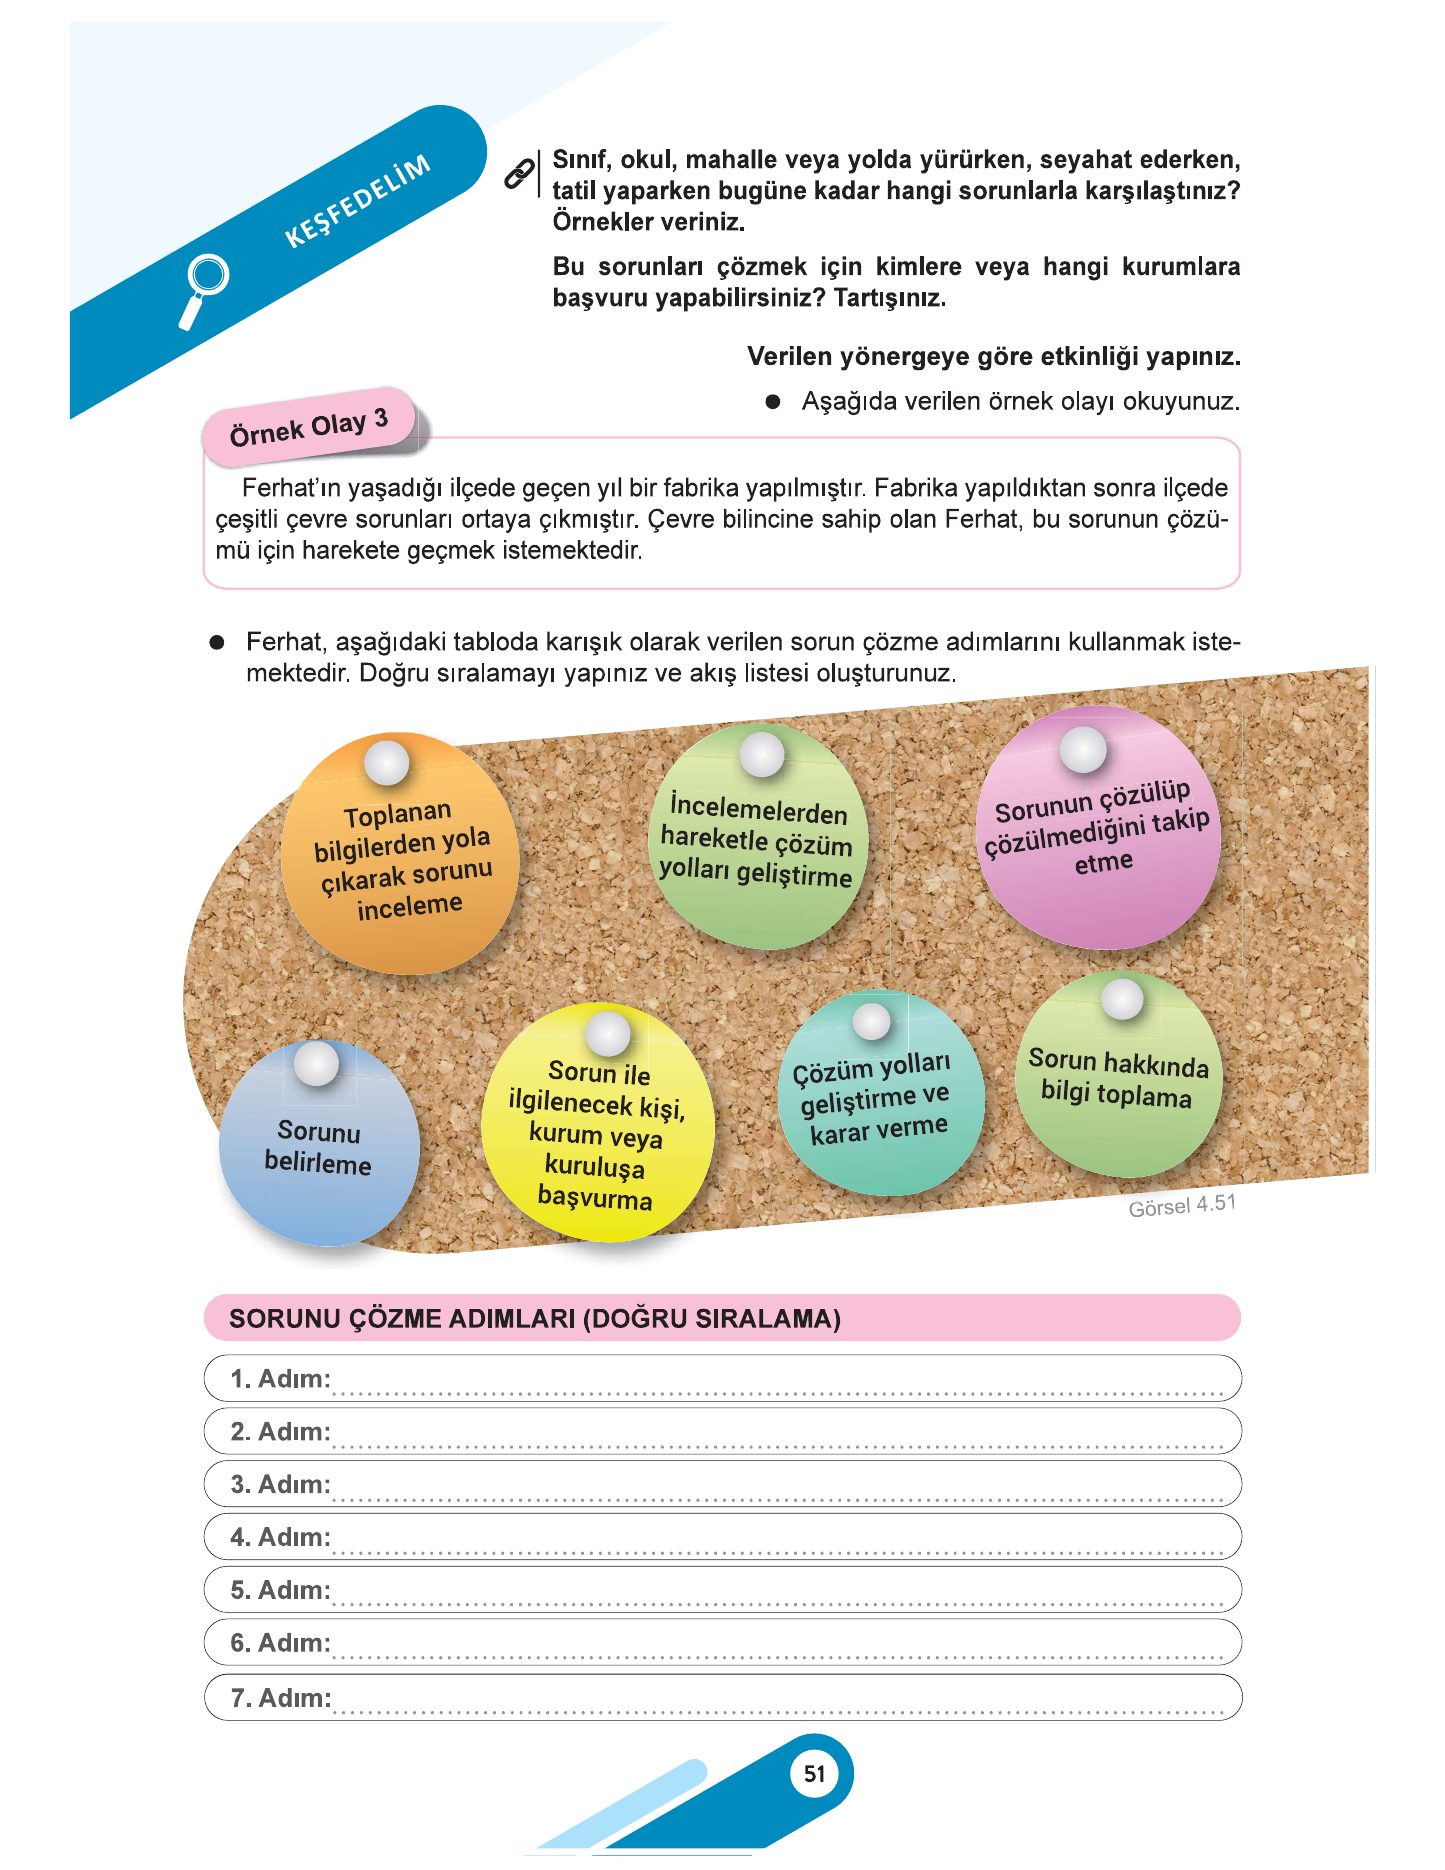 KEŞFEDELİM
Sınıf, okul, mahalle veya yolda yürürken, seyahat ederken,
tatil yaparken bugüne kadar hangi sorunlarla karşılaştınız?
Örnekler veriniz.
Bu sorunları çözmek için kimlere veya hangi kurumlara
başvuru yapabilirsiniz? Tartışınız.
Verilen yönergeye göre etkinliği yapınız.
● Aşağıda verilen örnek olayı okuyunuz.
Örnek Olay 3
Ferhat'ın yaşadığı ilçede geçen yıl bir fabrika yapılmıştır. Fabrika yapıldıktan sonra ilçede
çeşitli çevre sorunları ortaya çıkmıştır. Çevre bilincine sahip olan Ferhat, bu sorunun çözü-
mü için harekete geçmek istemektedir.
● Ferhat, aşağıdaki tabloda karışık olarak verilen sorun çözme adımlarını kullanmak iste-
mektedir. Doğru sıralamayı yapınız ve akış listesi oluşturunuz.
Toplanan
bilgilerden yola
çıkarak sorunu
inceleme
İncelemelerden
hareketle çözüm
yolları geliştirme
Sorunun çözülüp
çözülmediğini takip
etme
Sorunu
belirleme
Sorun ile
ilgilenecek kişi,
kurum veya
kuruluşa
başvurma
Çözüm yolları
geliştirme ve
karar verme
Sorun hakkında
bilgi toplama
Görsel 4.51
SORUNU ÇÖZME ADIMLARI (DOĞRU SIRALAMA)
1. Adım:
2. Adım:
3. Adım:
4. Adım:
5. Adım:
6. Adım:
7. Adım:
51